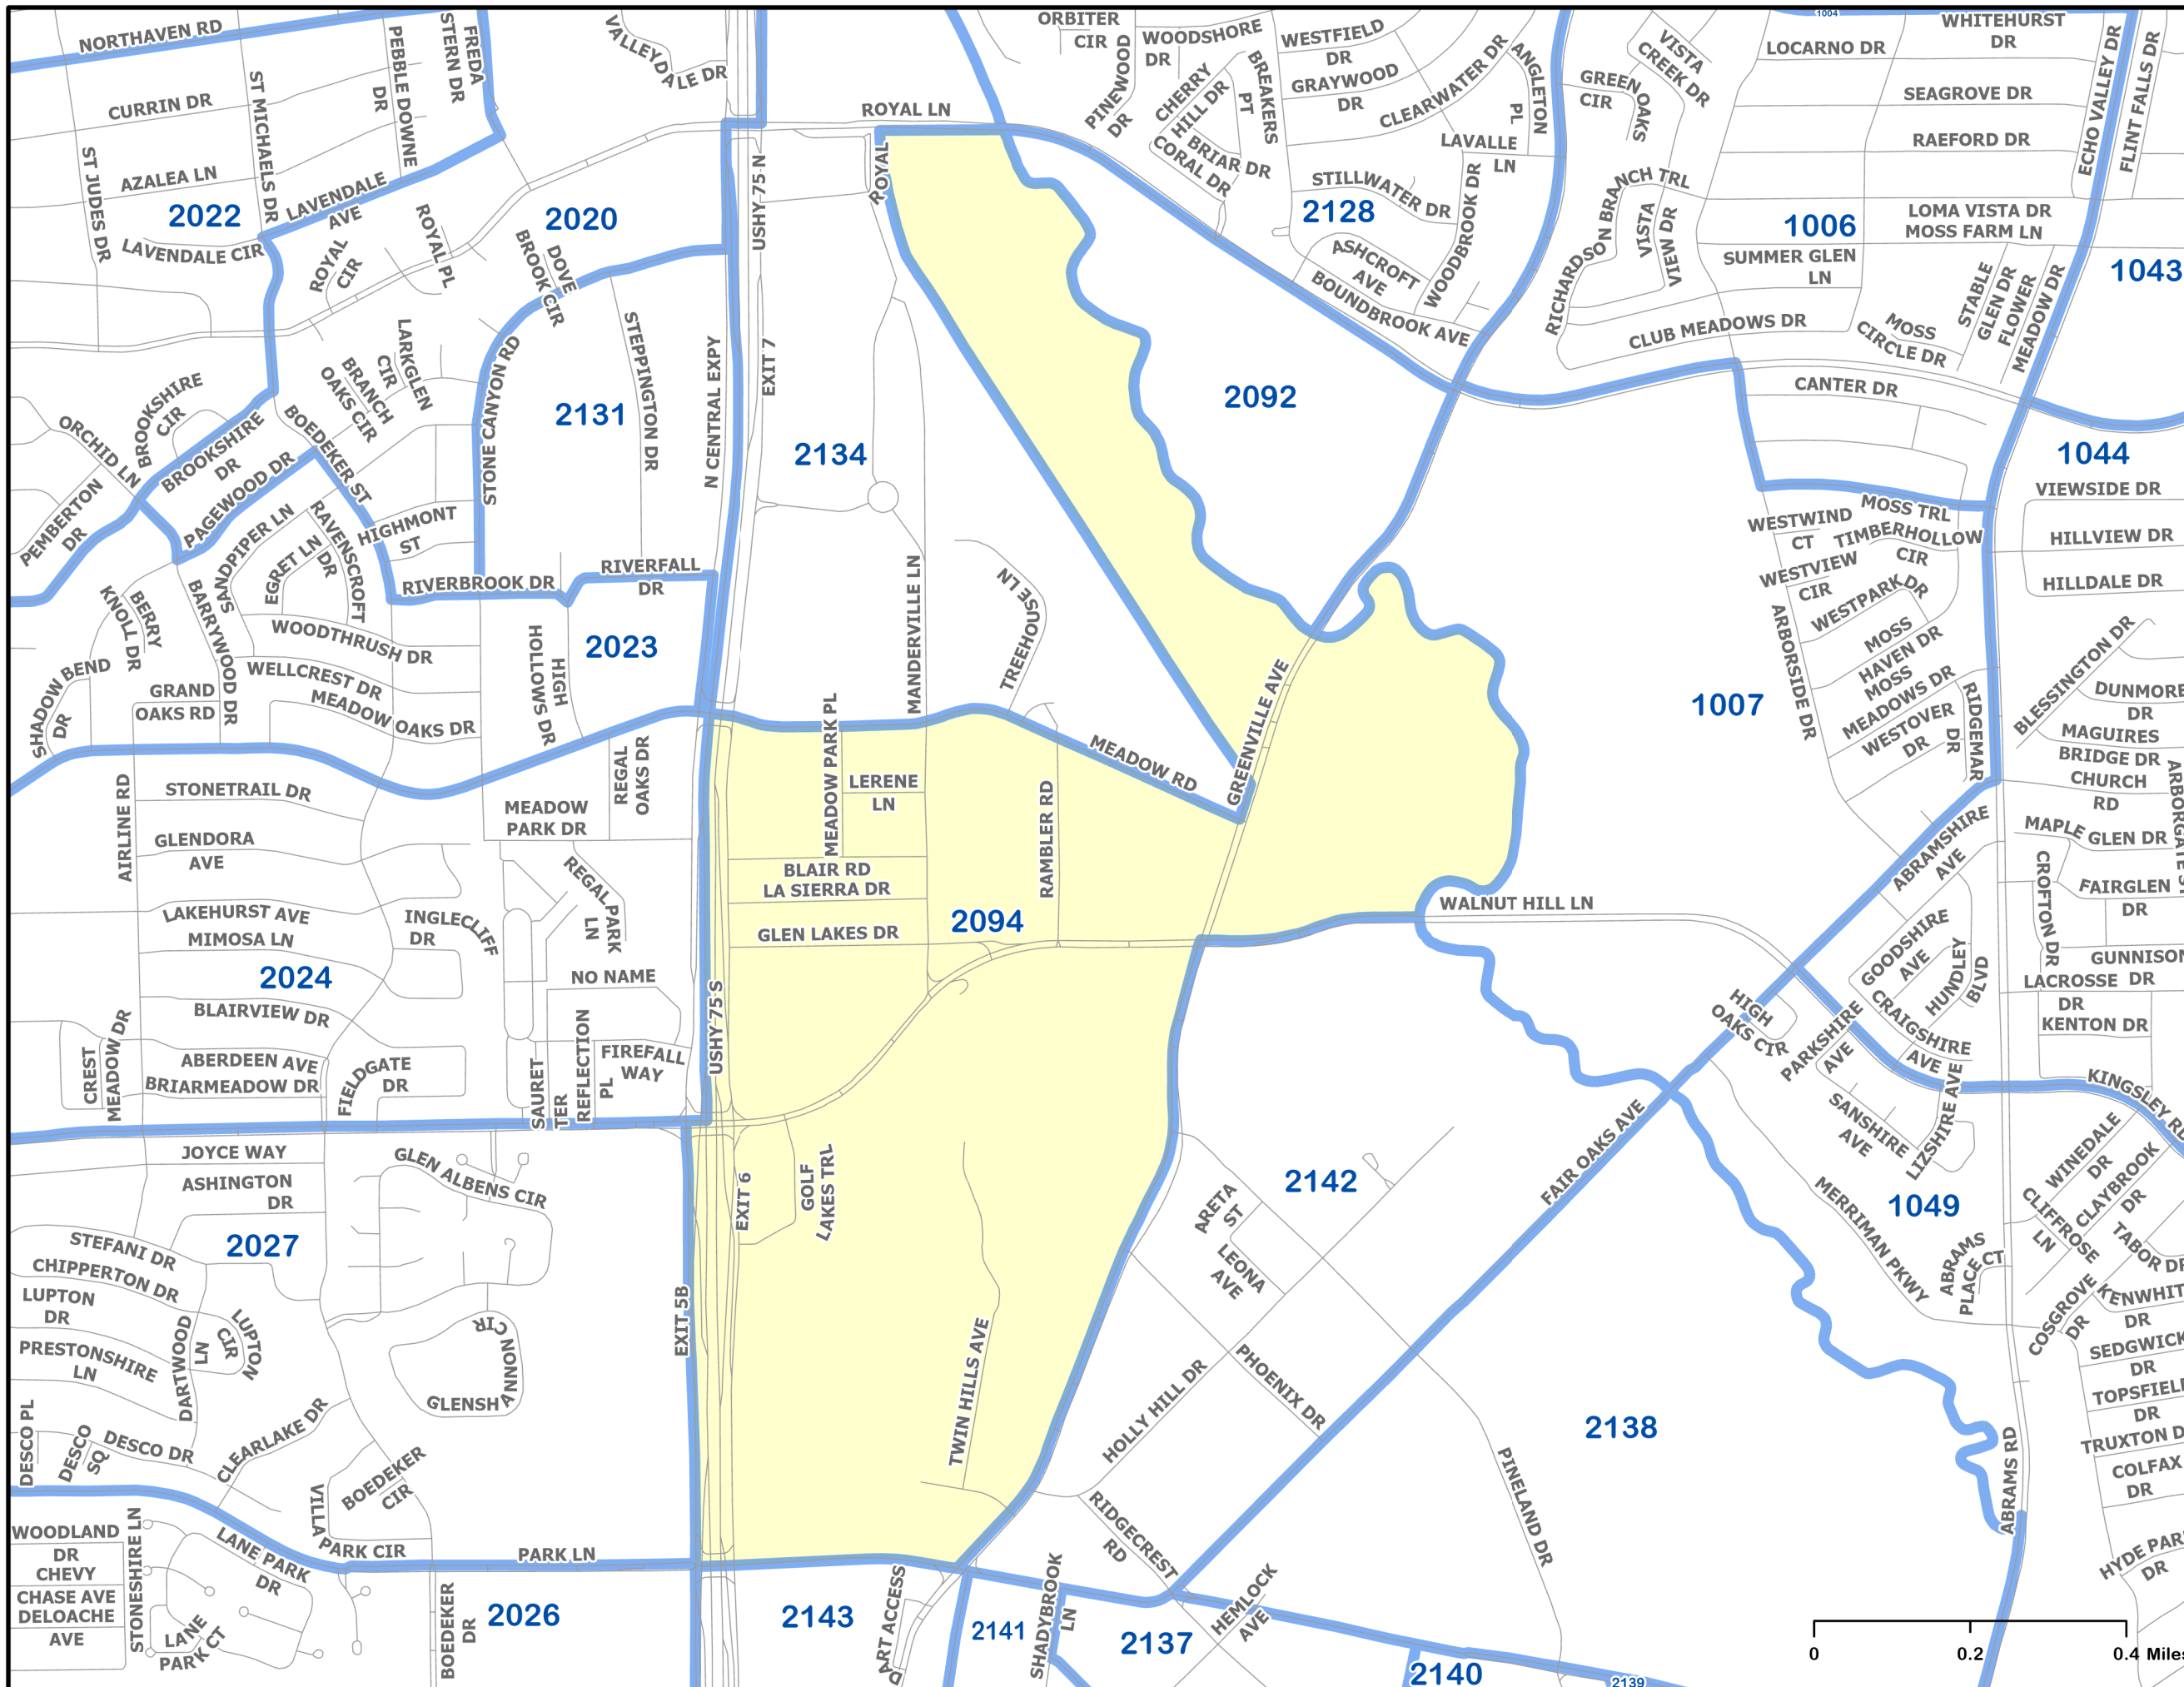 NORTHAVEN RD
PEBBLE DOWNE
DR
STERN DR
FREDA
VALLEYDALE DR
CURRIN DR
ST MICHAELS DR
AZALEA LN
ST JUDES DR
LAVENDALE
AVE
2022
LAVENDALE CIR
ROYAL
CIR
ROYAL PL
2020
DOVE
BROOK CIR
USHY 75 N
ROYAL LN
ROYAL
ORBITER
CIR
PINEWOOD
DR
WOODSHORE
DR
CHERRY
HILL DR
BREAKERS
PT
BRIAR DR
CORAL DR
WESTFIELD
DR
GRAYWOOD
DR
CLEARWATER DR
ANGLETON
PL
LAVALLE
LN
STILLWATER DR
2128
ASHCROFT
AVE
WOODBROOK DR
BOUNDBROOK AVE
1004
VISTA
CREEK DR
GREEN
CIR
OAKS
RICHARDSON BRANCH TRL
VISTA
VIEW DR
LOCARNO DR
WHITEHURST
DR
SEAGROVE DR
RAEFORD DR
ECHO VALLEY DR
FLINT FALLS DR
1006
LOMA VISTA DR
MOSS FARM LN
SUMMER GLEN
LN
1043
STABLE
GLEN DR
FLOWER
MEADOW DR
CLUB MEADOWS DR
MOSS
CIRCLE DR
CANTER DR
LARKGLEN
CIR
BRANCH
OAKS CIR
BROOKSHIRE
CIR
ORCHID LN
BROOKSHIRE
DR
PAGEWOOD DR
BOEDEKER ST
PEMBERTON
DR
STONE CANYON RD
2131
STEPPINGTON DR
N CENTRAL EXPY
EXIT 7
2134
2092
1044
VIEWSIDE DR
MOSS TRL
WESTWIND
CT
TIMBERHOLLOW
CIR
HILLVIEW DR
WESTVIEW
CIR
HILLDALE DR
WESTPARK DR
ARBORSIDE DR
MOSS
HAVEN DR
MOSS
MEADOWS DR
WESTOVER
DR
RIDGEMAR
DR
BLESSINGTON DR
DUNMORE
DR
MAGUIRES
BRIDGE DR
CHURCH
RD
SANDPIPER LN
EGRET LN
RAVENSCROFT
DR
HIGHMONT
ST
RIVERBROOK DR
RIVERFALL
DR
BERRY
KNOLL DR
BARRYWOOD DR
WOODTHRUSH DR
WELLCREST DR
MEADOW OAKS DR
HIGH
HOLLOWS DR
2023
MANDERVILLE LN
TREEHOUSE LN
SHADOW BEND
DR
GRAND
OAKS RD
1007
GREENVILLE AVE
MEADOW PARK PL
MEADOW RD
AIRLINE RD
STONETRAIL DR
REGAL
OAKS DR
MEADOW
PARK DR
LERENE
LN
RAMBLER RD
GLENDORA
AVE
BLAIR RD
LA SIERRA DR
REGAL PARK
LN
LAKEHURST AVE
INGLECLIFF
DR
MIMOSA LN
GLEN LAKES DR
2094
WALNUT HILL LN
2024
NO NAME
BLAIRVIEW DR
USHY 75 S
CREST
MEADOW DR
ABERDEEN AVE
BRIARMEADOW DR
FIELDGATE
DR
SAURET
TER
REFLECTION
PL
FIREFALL
WAY
ABRAMSHIRE
AVE
MAPLE GLEN DR
CROFTON DR
FAIRGLEN
DR
GOODSHIRE
AVE
HUNDLEY
BLVD
GUNNISON
DR
LACROSSE
DR
KENTON DR
HIGH
OAKS CIR
PARKSHIRE
AVE
CRAIGSHIRE
AVE
KINGSLEY RD
SANSHIRE
AVE
LIZSHIRE AVE
FAIR OAKS AVE
JOYCE WAY
ASHINGTON
DR
GLEN ALBENS CIR
EXIT 6
GOLF
LAKES TRL
2142
ARETA
ST
LEONA
AVE
MERRIMAN PKWY
1049
ABRAMS
PLACE CT
WINEDALE
DR
CLAYBROOK
DR
CLIFFROSE
LN
TABOR DR
STEFANI DR
2027
CHIPPERTON DR
LUPTON
DR
LUPTON
CIR
DARTWOOD
LN
PRESTONSHIRE
LN
EXIT 5B
GLENSHANNON CIR
TWIN HILLS AVE
COSGROVE
DR
DR
DR
DR
DR
DR
DESCO PL
DESCO
SQ
DESCO DR
CLEARLAKE DR
BOEDEKER
CIR
HOLLY HILL DR
PHOENIX DR
2138
PINELAND DR
ABRAMS RD
WOODLAND
DR
CHEVY
CHASE AVE
DELOACHE
AVE
STONESHIRE LN
LANE PARK
DR
VILLA
PARK CIR
PARK LN
LANE
PARK CT
BOEDEKER
DR
2026
2143
DART ACCESS
2141
SHADYBROOK
LN
RIDGECREST
RD
2137
HEMLOCK
AVE
2140
2139
0
0.2
0.4 Miles